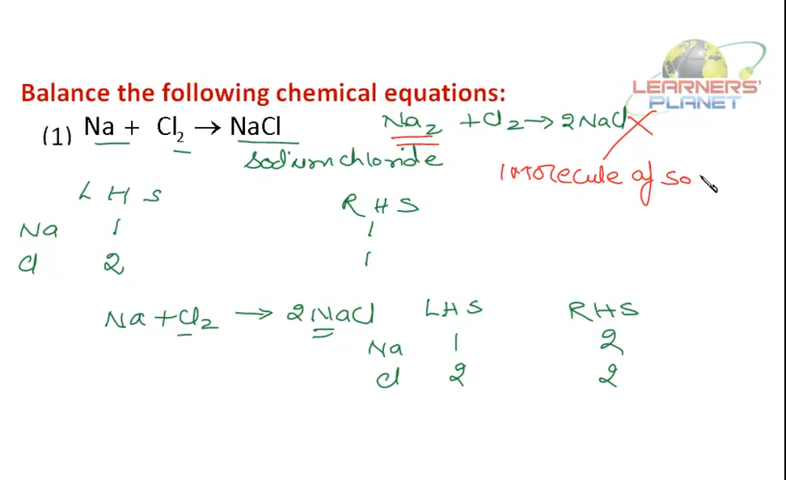 LEARNERS'
PLANET
Balance the following chemical equations:
(1) Na + Cl₂ → NaCl
Na₂ + Cl₂ → 2NaCl
sodium chloride
1 molecule of so
LHS RHS
Na 1 1
Cl 2 1
Na + Cl₂ → 2NaCl
LHS RHS
Na 1 2
Cl 2 2